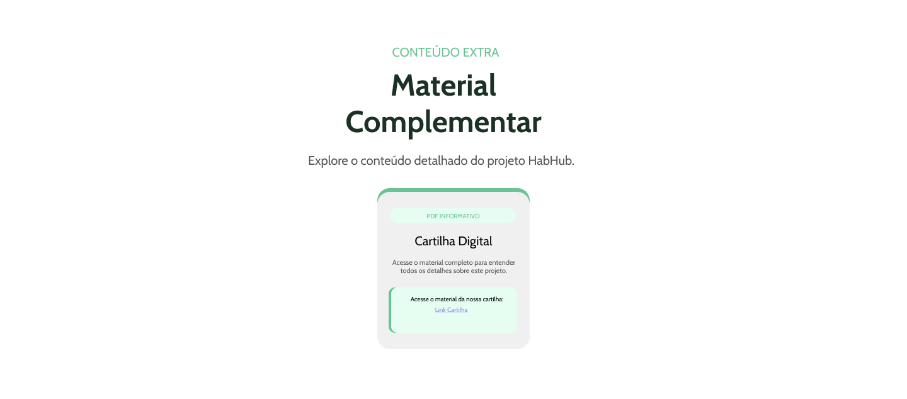 CONTEÚDO EXTRA
Material
Complementar
Explore o conteúdo detalhado do projeto HabHub.
PDF INFORMATIVO
Cartilha Digital
Acesse o material completo para entender
todos os detalhes sobre este projeto.
Acesse o material da nossa cartilha:
Link Cartilha